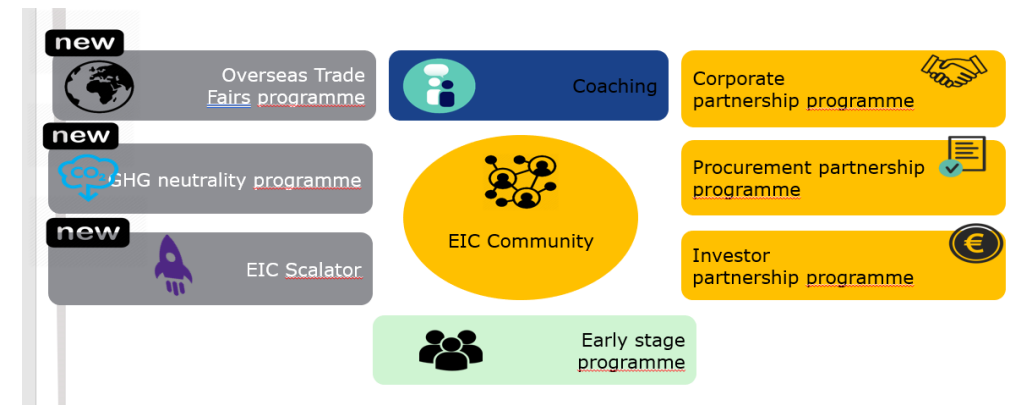 new
Overseas Trade
Fairs programme
new
CO2
GHG neutrality programme
new
EIC Scalator
Coaching
EIC Community
Early stage
programme
Corporate
partnership programme
Procurement partnership
programme
Investor
partnership programme
€